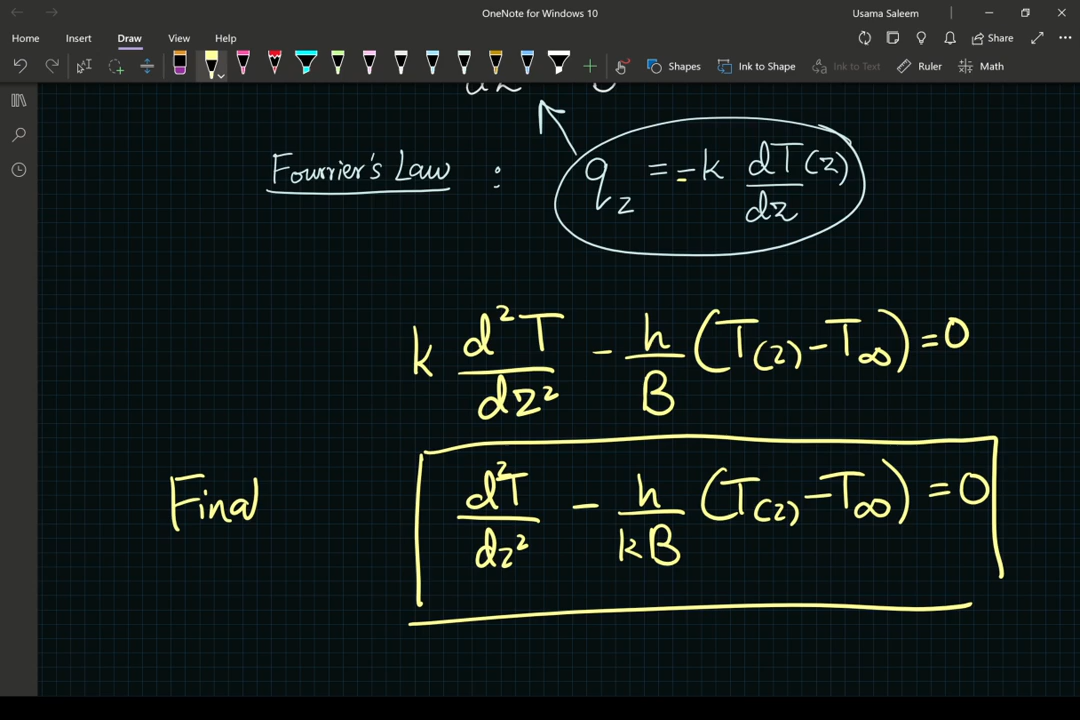 OneNote for Windows 10
Usama Saleem
Home Insert Draw View Help
Share
Shapes
Ink to Shape
Ink to Text
Ruler
Math
Fourrier's Law : q_z = -k dT(z)/dz
k d²T/dz² - h/B (T(z) - T∞) = 0
Final
d²T/dz² - h/kB (T(z) - T∞) = 0